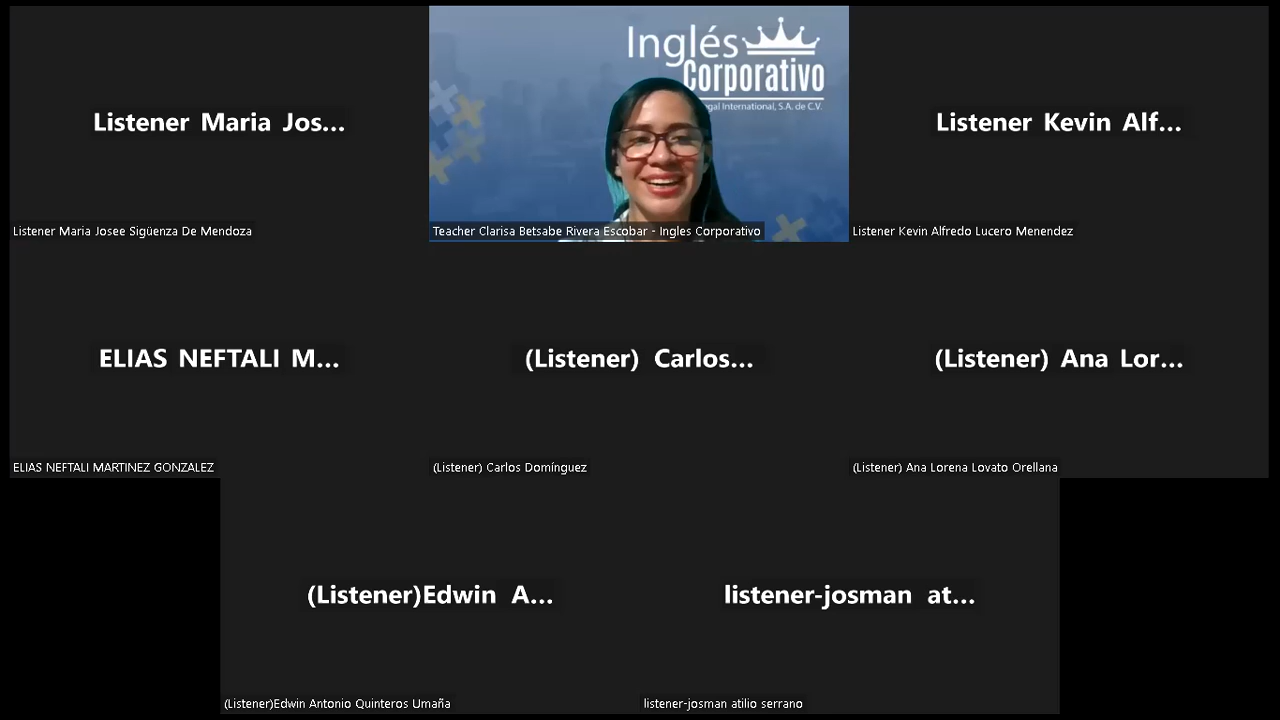 Listener Maria Jos...
Listener Maria Josee Sigüenza De Mendoza
Inglés
Corporativo
gal International, S.A. de C.V.
Teacher Clarisa Betsabe Rivera Escobar - Ingles Corporativo
Listener Kevin Alf...
Listener Kevin Alfredo Lucero Menendez
ELIAS NEFTALI M...
ELIAS NEFTALI MARTINEZ GONZALEZ
(Listener) Carlos...
(Listener) Carlos Domínguez
(Listener) Ana Lor...
(Listener) Ana Lorena Lovato Orellana
(Listener)Edwin A...
(Listener)Edwin Antonio Quinteros Umaña
listener-josman at...
listener-josman atilio serrano